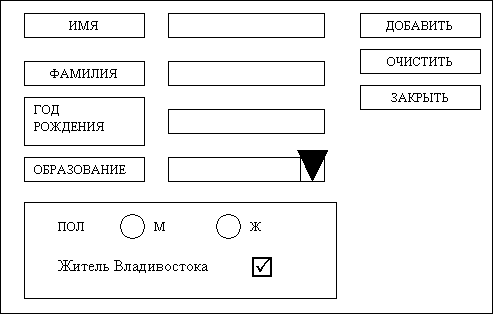 ИМЯ
ДОБАВИТЬ
ОЧИСТИТЬ
ФАМИЛИЯ
ЗАКРЫТЬ
ГОД
РОЖДЕНИЯ
ОБРАЗОВАНИЕ
ПОЛ М Ж
Житель Владивостока